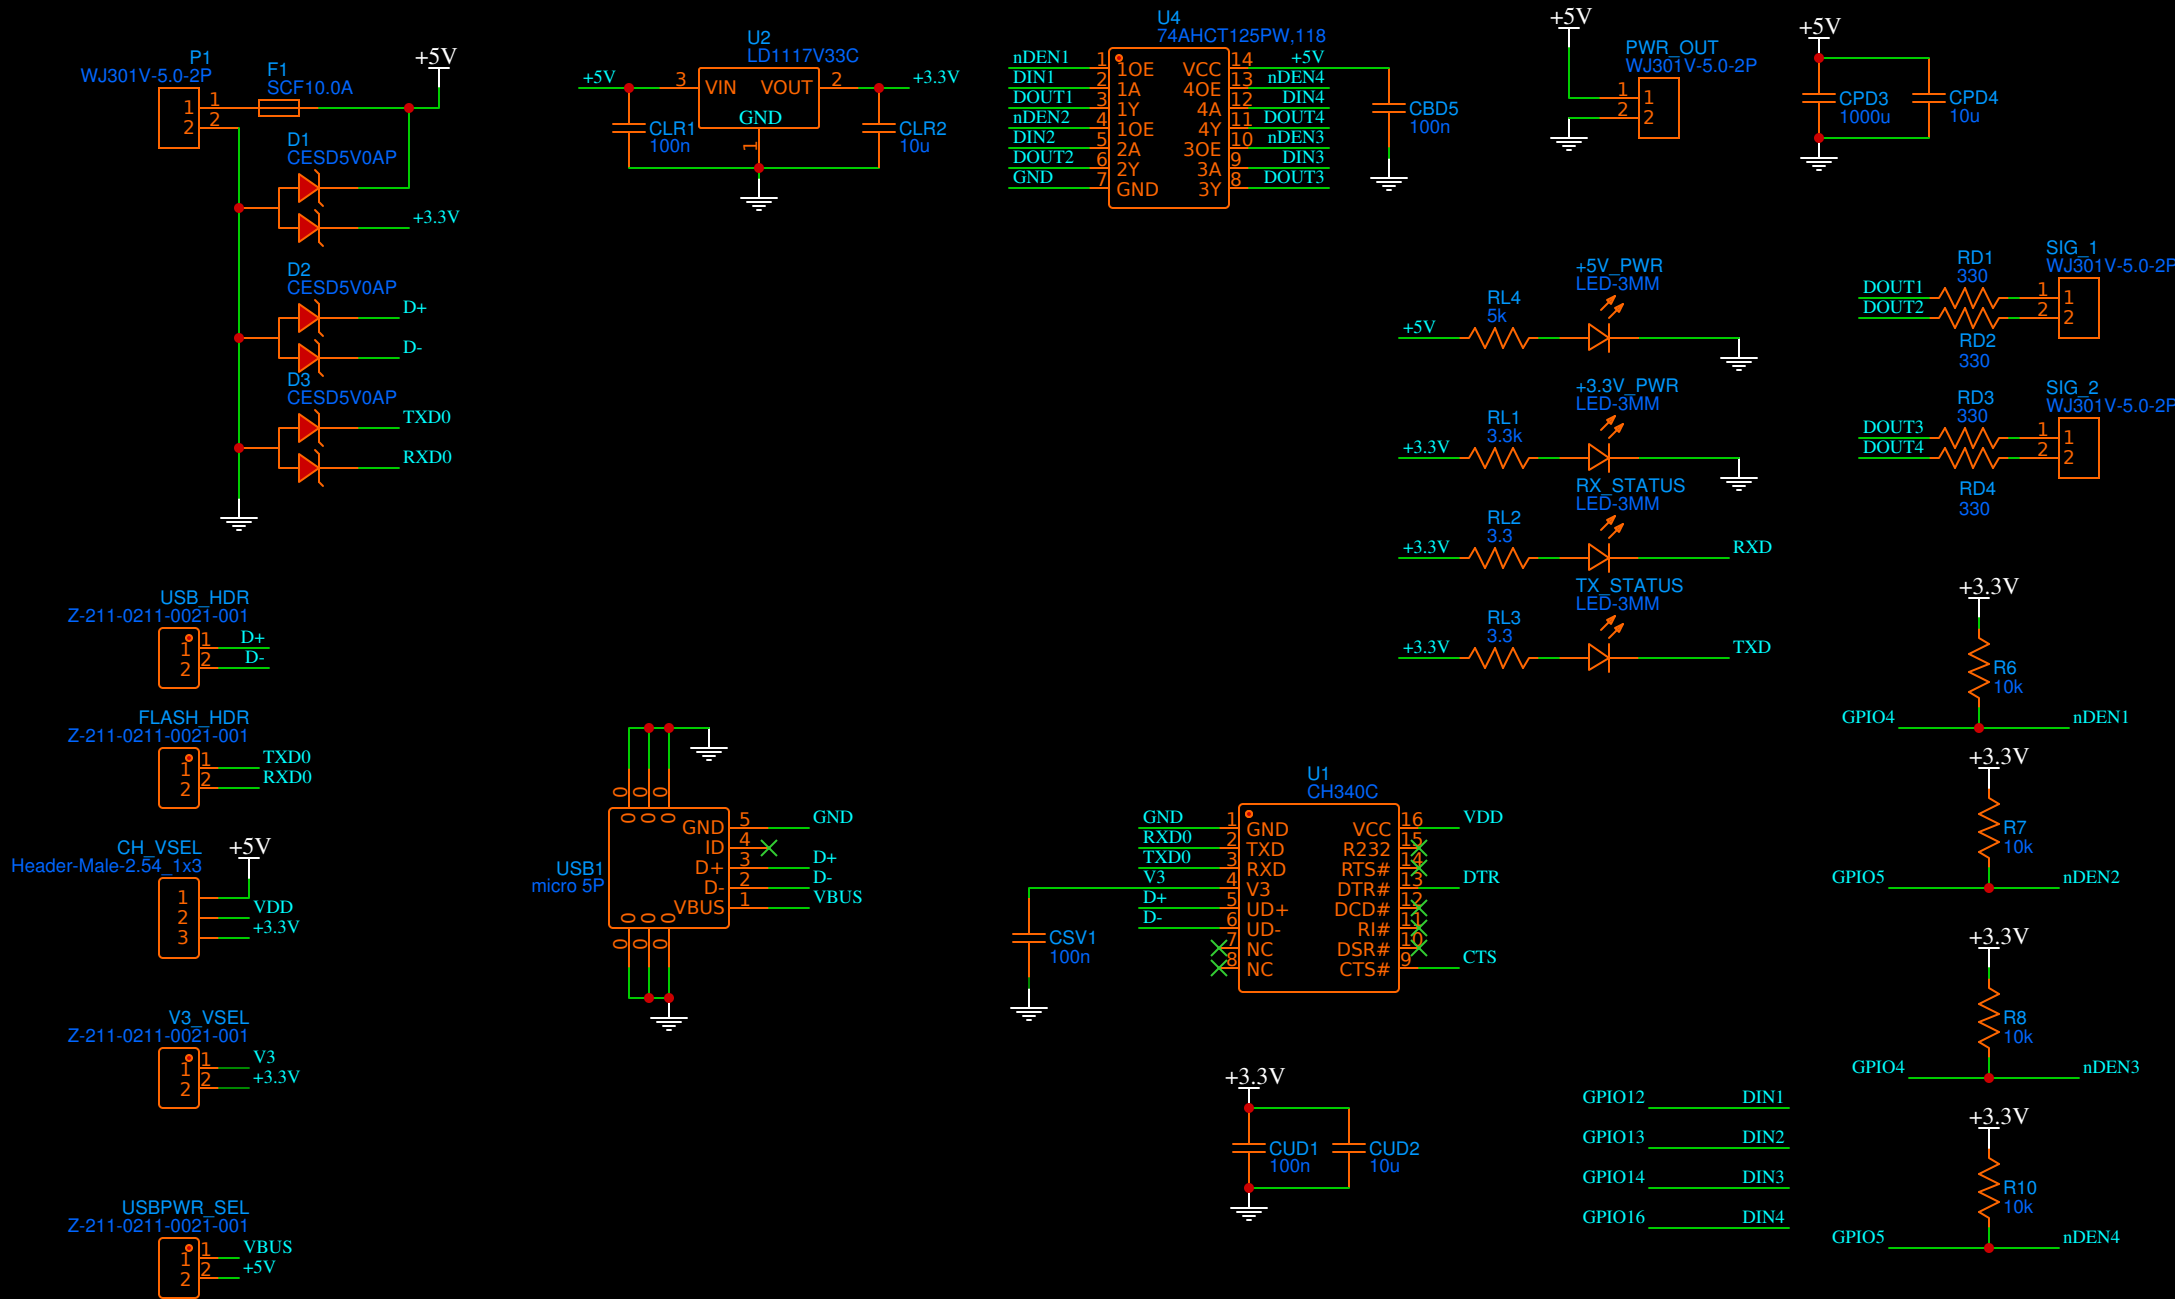 P1
WJ301V-5.0-2P
1
2
1
2
F1
SCF10.0A
+5V
D1
CESD5V0AP
+3.3V
D2
CESD5V0AP
D+
D-
D3
CESD5V0AP
TXD0
RXD0
U2
LD1117V33C
+5V
3
VIN
VOUT
2
+3.3V
GND
1
CLR1
100n
CLR2
10u
U4
74AHCT125PW,118
nDEN1
1
1OE
VCC
14
+5V
DIN1
2
1A
4OE
13
nDEN4
DOUT1
3
1Y
4A
12
DIN4
nDEN2
4
1OE
4Y
11
DOUT4
DIN2
5
2A
3OE
10
nDEN3
DOUT2
6
2Y
3A
9
DIN3
GND
7
GND
3Y
8
DOUT3
CBD5
100n
+5V
PWR_OUT
WJ301V-5.0-2P
1
1
2
2
+5V
CPD3
1000u
CPD4
10u
+5V_PWR
LED-3MM
RL4
5k
+5V
+3.3V_PWR
LED-3MM
RL1
3.3k
+3.3V
RX_STATUS
LED-3MM
RL2
3.3
+3.3V
RXD
TX_STATUS
LED-3MM
RL3
3.3
+3.3V
TXD
SIG_1
WJ301V-5.0-2P
RD1
330
DOUT1
1
1
DOUT2
2
2
RD2
330
SIG_2
WJ301V-5.0-2P
RD3
330
DOUT3
1
1
DOUT4
2
2
RD4
330
USB_HDR
Z-211-0211-0021-001
1
1
D+
2
2
D-
FLASH_HDR
Z-211-0211-0021-001
1
1
TXD0
2
2
RXD0
CH_VSEL
Header-Male-2.54_1x3
+5V
1
2
VDD
3
+3.3V
V3_VSEL
Z-211-0211-0021-001
1
1
V3
2
2
+3.3V
USBPWR_SEL
Z-211-0211-0021-001
1
1
VBUS
2
2
+5V
0 0 0
0 0 0
USB1
micro 5P
GND
5
GND
ID
4
D+
3
D+
D-
2
D-
VBUS
1
VBUS
0 0 0
0 0 0
U1
CH340C
GND
1
GND
VCC
16
VDD
RXD0
2
TXD
R232
15
TXD0
3
RXD
RTS#
14
V3
4
V3
DTR#
13
DTR
D+
5
UD+
DCD#
12
D-
6
UD-
RI#
11
7
NC
DSR#
10
8
NC
CTS#
9
CTS
CSV1
100n
+3.3V
CUD1
100n
CUD2
10u
GPIO12
DIN1
GPIO13
DIN2
GPIO14
DIN3
GPIO16
DIN4
+3.3V
R6
10k
GPIO4
nDEN1
+3.3V
R7
10k
GPIO5
nDEN2
+3.3V
R8
10k
GPIO4
nDEN3
+3.3V
R10
10k
GPIO5
nDEN4